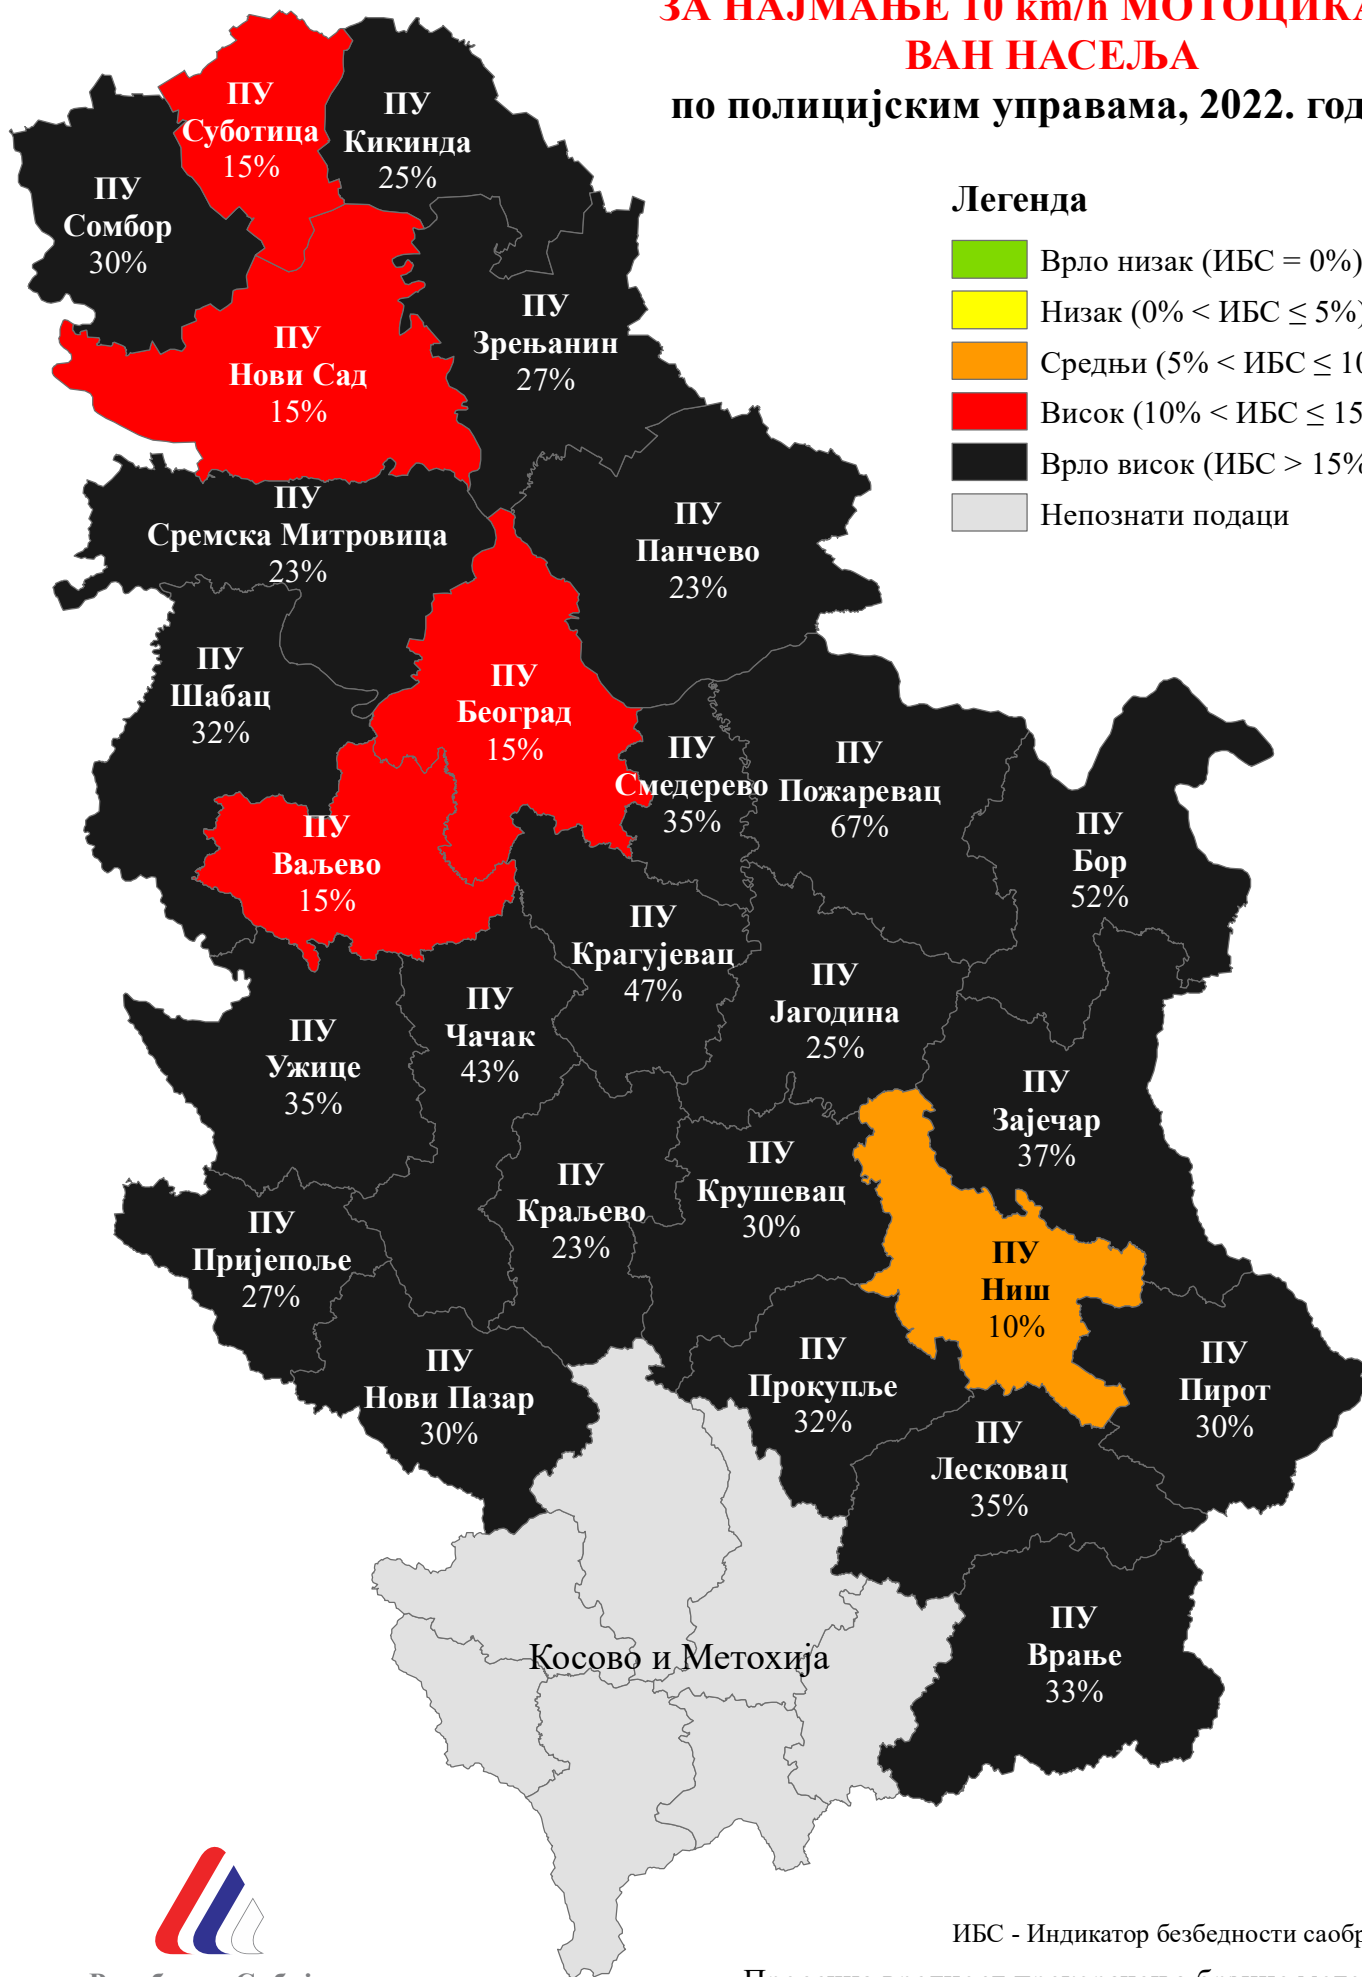 ЗА НАЈМАЊЕ 10 km/h
ВАН НАСЕЉА
по полицијским управама, 2022.
Легенда
Врло низак (ИБС = 0%)
Низак (0% < ИБС ≤ 5%)
Средњи (5% < ИБС ≤
Висок (10% < ИБС ≤
Врло висок (ИБС > 15%
Непознати подаци
ПУ
Суботица
15%
ПУ
Кикинда
25%
ПУ
Сомбор
30%
ПУ
Зрењанин
27%
ПУ
Нови Сад
15%
ПУ
Сремска Митровица
23%
ПУ
Панчево
23%
ПУ
Шабац
32%
ПУ
Београд
15%
ПУ
Смедерево
35%
ПУ
Пожаревац
67%
ПУ
Бор
52%
ПУ
Ваљево
15%
ПУ
Крагујевац
47%
ПУ
Јагодина
25%
ПУ
Чачак
43%
ПУ
Ужице
35%
ПУ
Зајечар
37%
ПУ
Крушевац
30%
ПУ
Краљево
23%
ПУ
Пријепоље
27%
ПУ
Ниш
10%
ПУ
Прокупље
32%
ПУ
Пирот
30%
ПУ
Нови Пазар
30%
ПУ
Лесковац
35%
ПУ
Врање
33%
Косово и Метохија
ИБС - Индикатор безбедности